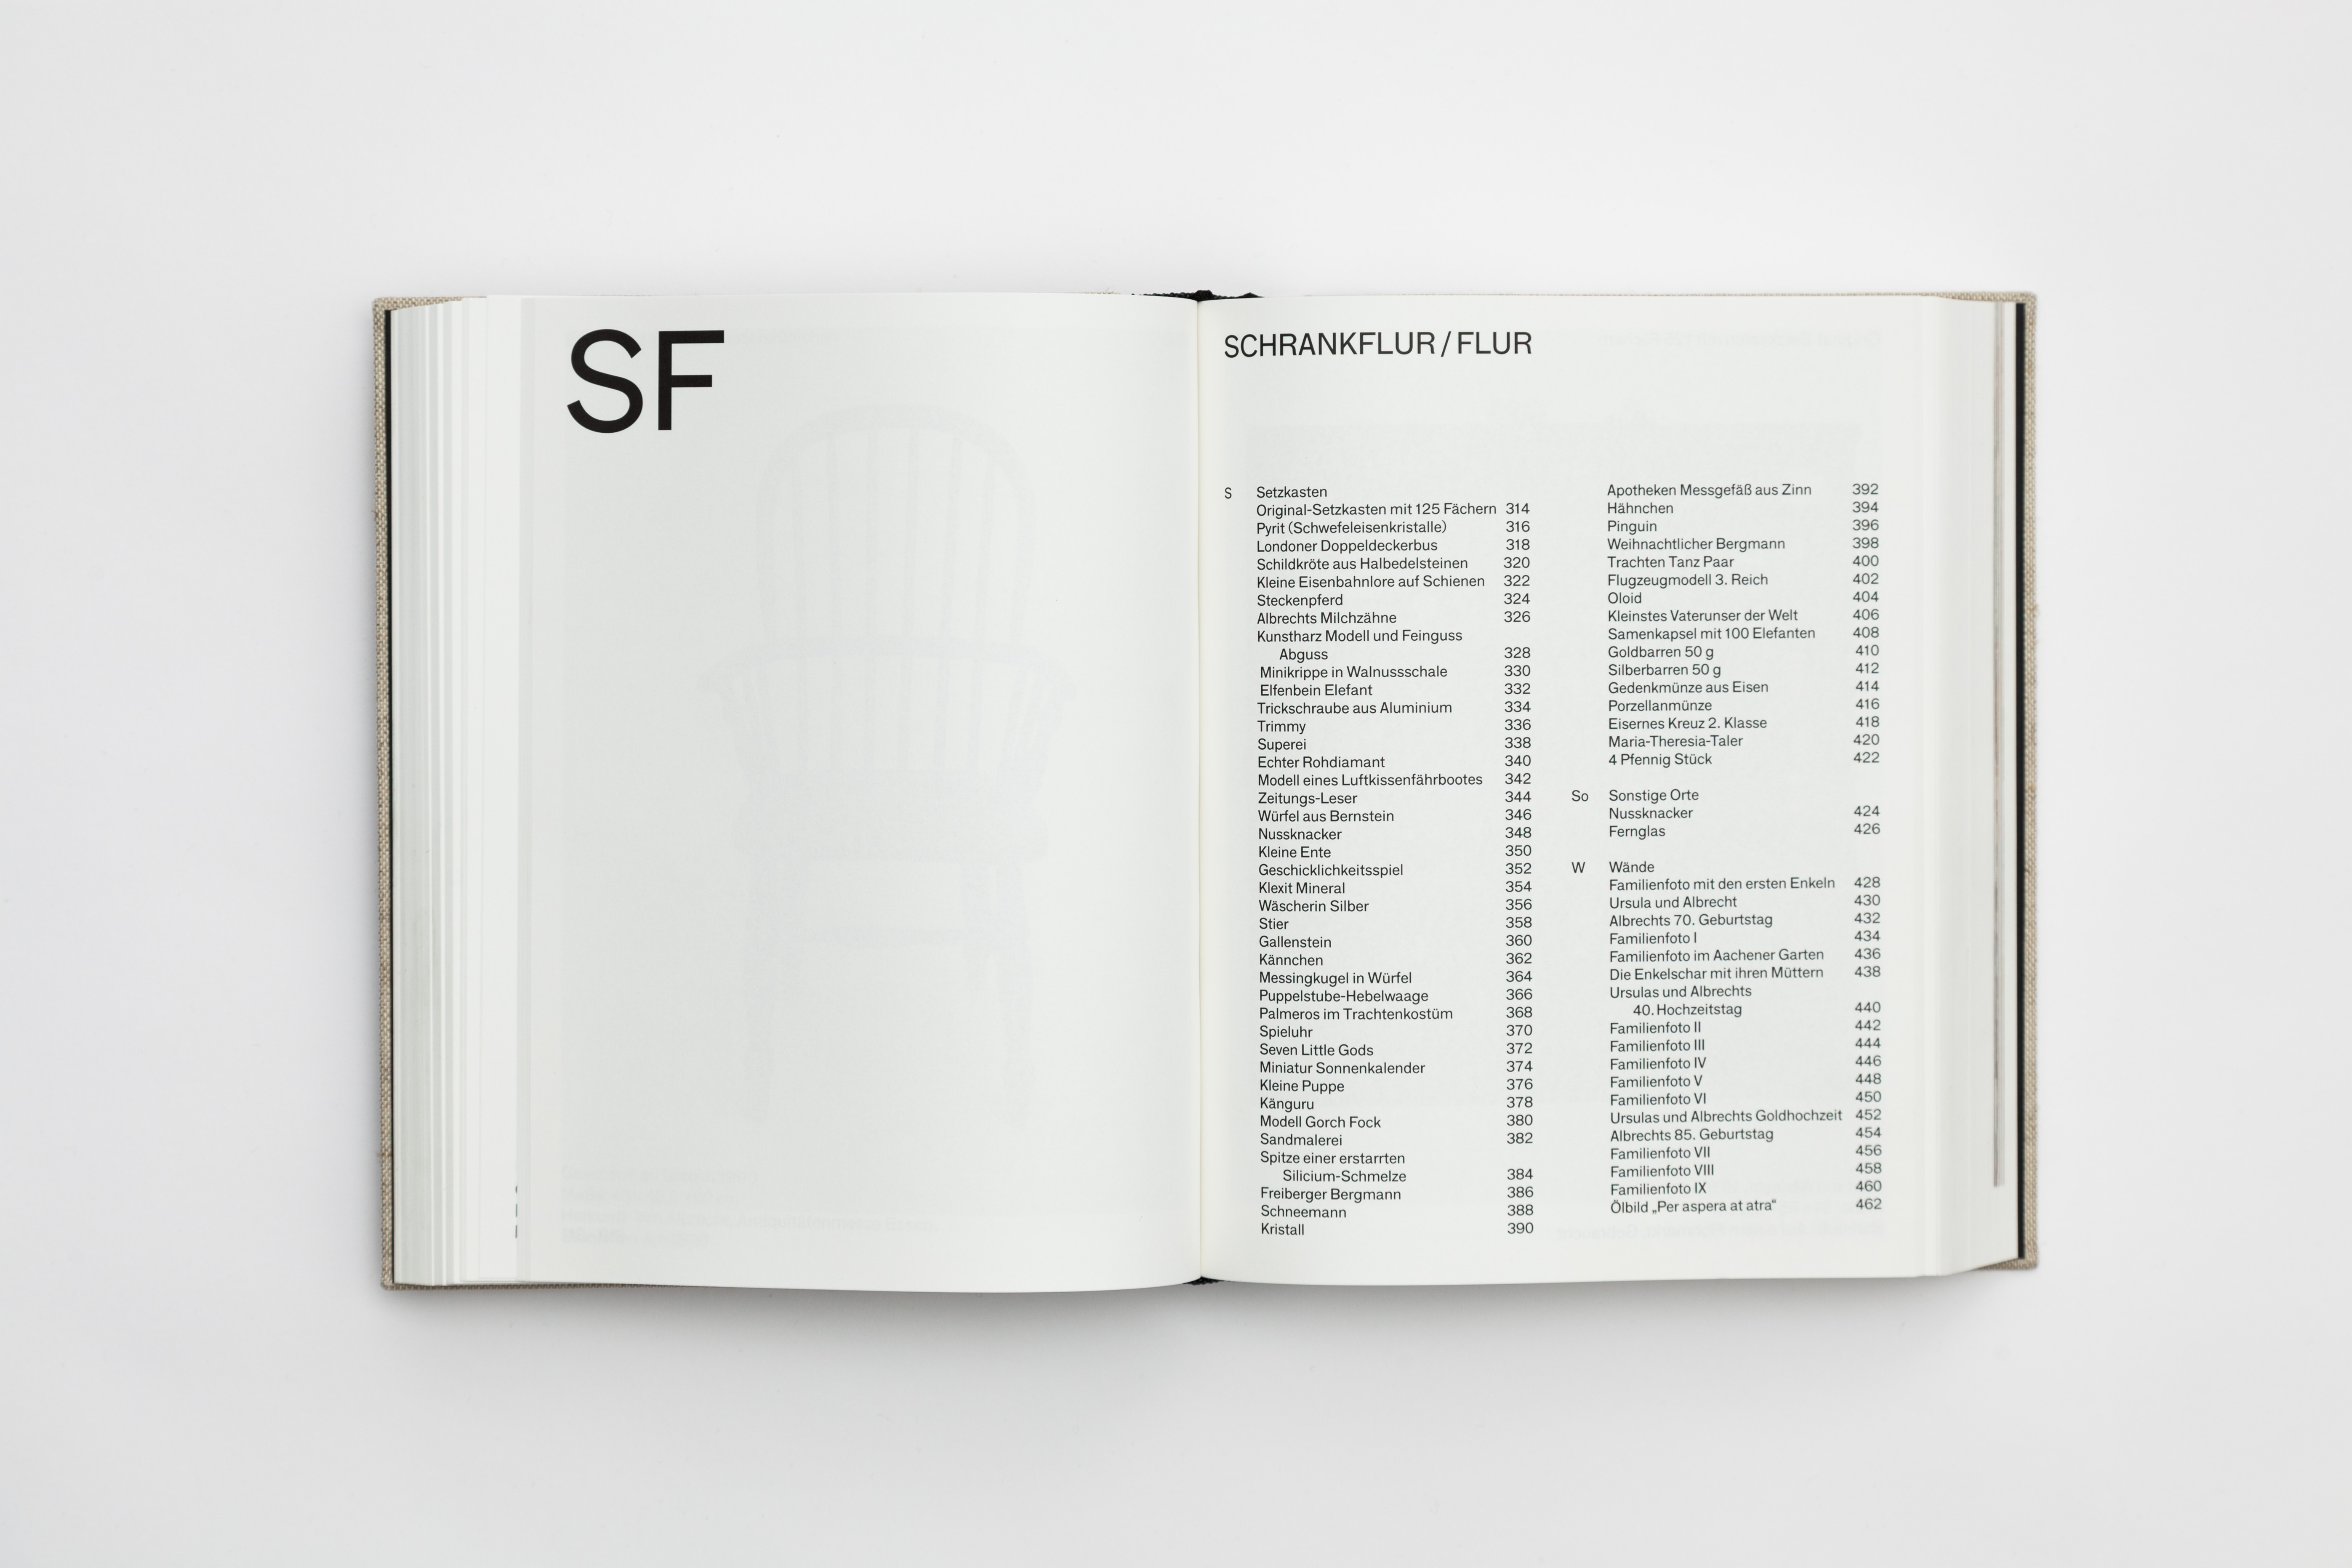 SF
SCHRANKFLUR / FLUR
S Setzkasten
Original-Setzkasten mit 125 Fächern 314
Pyrit (Schwefeleisenkristalle) 316
Londoner Doppeldeckerbus 318
Schildkröte aus Halbedelsteinen 320
Kleine Eisenbahnlore auf Schienen 322
Steckenpferd 324
Albrechts Milchzähne 326
Kunstharz Modell und Feinguss
Abguss 328
Minikrippe in Walnussschale 330
Elfenbein Elefant 332
Trickschraube aus Aluminium 334
Trimmy 336
Superei 338
Echter Rohdiamant 340
Modell eines Luftkissenfährbootes 342
Zeitungs-Leser 344
Würfel aus Bernstein 346
Nussknacker 348
Kleine Ente 350
Geschicklichkeitsspiel 352
Klexit Mineral 354
Wäscherin Silber 356
Stier 358
Gallenstein 360
Kännchen 362
Messingkugel in Würfel 364
Puppelstube-Hebelwaage 366
Palmeros im Trachtenkostüm 368
Spieluhr 370
Seven Little Gods 372
Miniatur Sonnenkalender 374
Kleine Puppe 376
Känguru 378
Modell Gorch Fock 380
Sandmalerei 382
Spitze einer erstarrten
Silicium-Schmelze 384
Freiberger Bergmann 386
Schneemann 388
Kristall 390
Apotheken Messgefäß aus Zinn 392
Hähnchen 394
Pinguin 396
Weihnachtlicher Bergmann 398
Trachten Tanz Paar 400
Flugzeugmodell 3. Reich 402
Oloid 404
Kleinstes Vaterunser der Welt 406
Samenkapsel mit 100 Elefanten 408
Goldbarren 50 g 410
Silberbarren 50 g 412
Gedenkmünze aus Eisen 414
Porzellanmünze 416
Eisernes Kreuz 2. Klasse 418
Maria-Theresia-Taler 420
4 Pfennig Stück 422
So Sonstige Orte
Nussknacker 424
Fernglas 426
W Wände
Familienfoto mit den ersten Enkeln 428
Ursula und Albrecht 430
Albrechts 70. Geburtstag 432
Familienfoto I 434
Familienfoto im Aachener Garten 436
Die Enkelschar mit ihren Müttern 438
Ursulas und Albrechts
40. Hochzeitstag 440
Familienfoto II 442
Familienfoto III 444
Familienfoto IV 446
Familienfoto V 448
Familienfoto VI 450
Ursulas und Albrechts Goldhochzeit 452
Albrechts 85. Geburtstag 454
Familienfoto VII 456
Familienfoto VIII 458
Familienfoto IX 460
Ölbild „Per aspera at atra“ 462